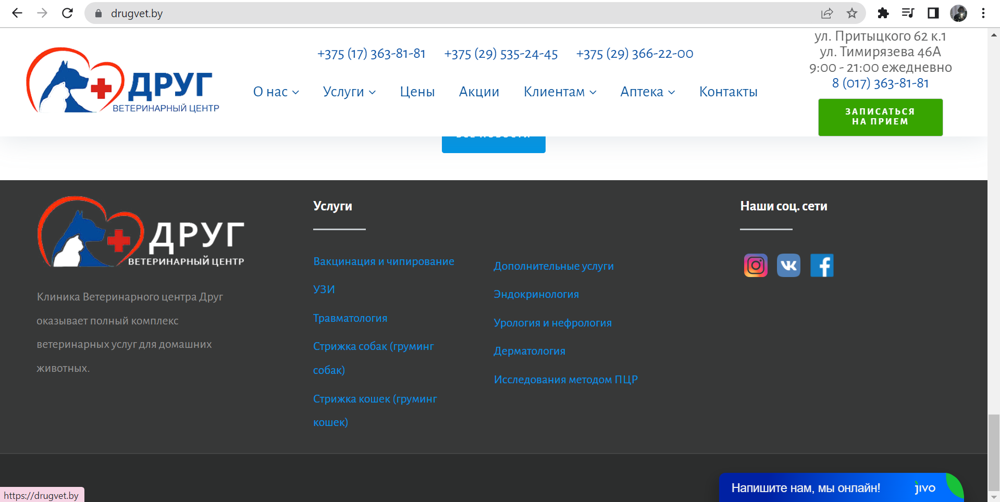 drugvet.by
ДРУГ
ВЕТЕРИНАРНЫЙ ЦЕНТР
+375 (17) 363-81-81 +375 (29) 535-24-45 +375 (29) 366-22-00
О нас Услуги Цены Акции Клиентам Аптека Контакты
ул. Притыцкого 62 к.1
ул. Тимирязева 46А
9:00 - 21:00 ежедневно
8 (017) 363-81-81
ЗАПИСАТЬСЯ
НА ПРИЕМ
ДРУГ
ВЕТЕРИНАРНЫЙ ЦЕНТР
Клиника Ветеринарного центра Друг
оказывает полный комплекс
ветеринарных услуг для домашних
животных.
Услуги
Вакцинация и чипирование
УЗИ
Травматология
Стрижка собак (груминг
собак)
Стрижка кошек (груминг
кошек)
Дополнительные услуги
Эндокринология
Урология и нефрология
Дерматология
Исследования методом ПЦР
Наши соц. сети
Напишите нам, мы онлайн! jivo
https://drugvet.by